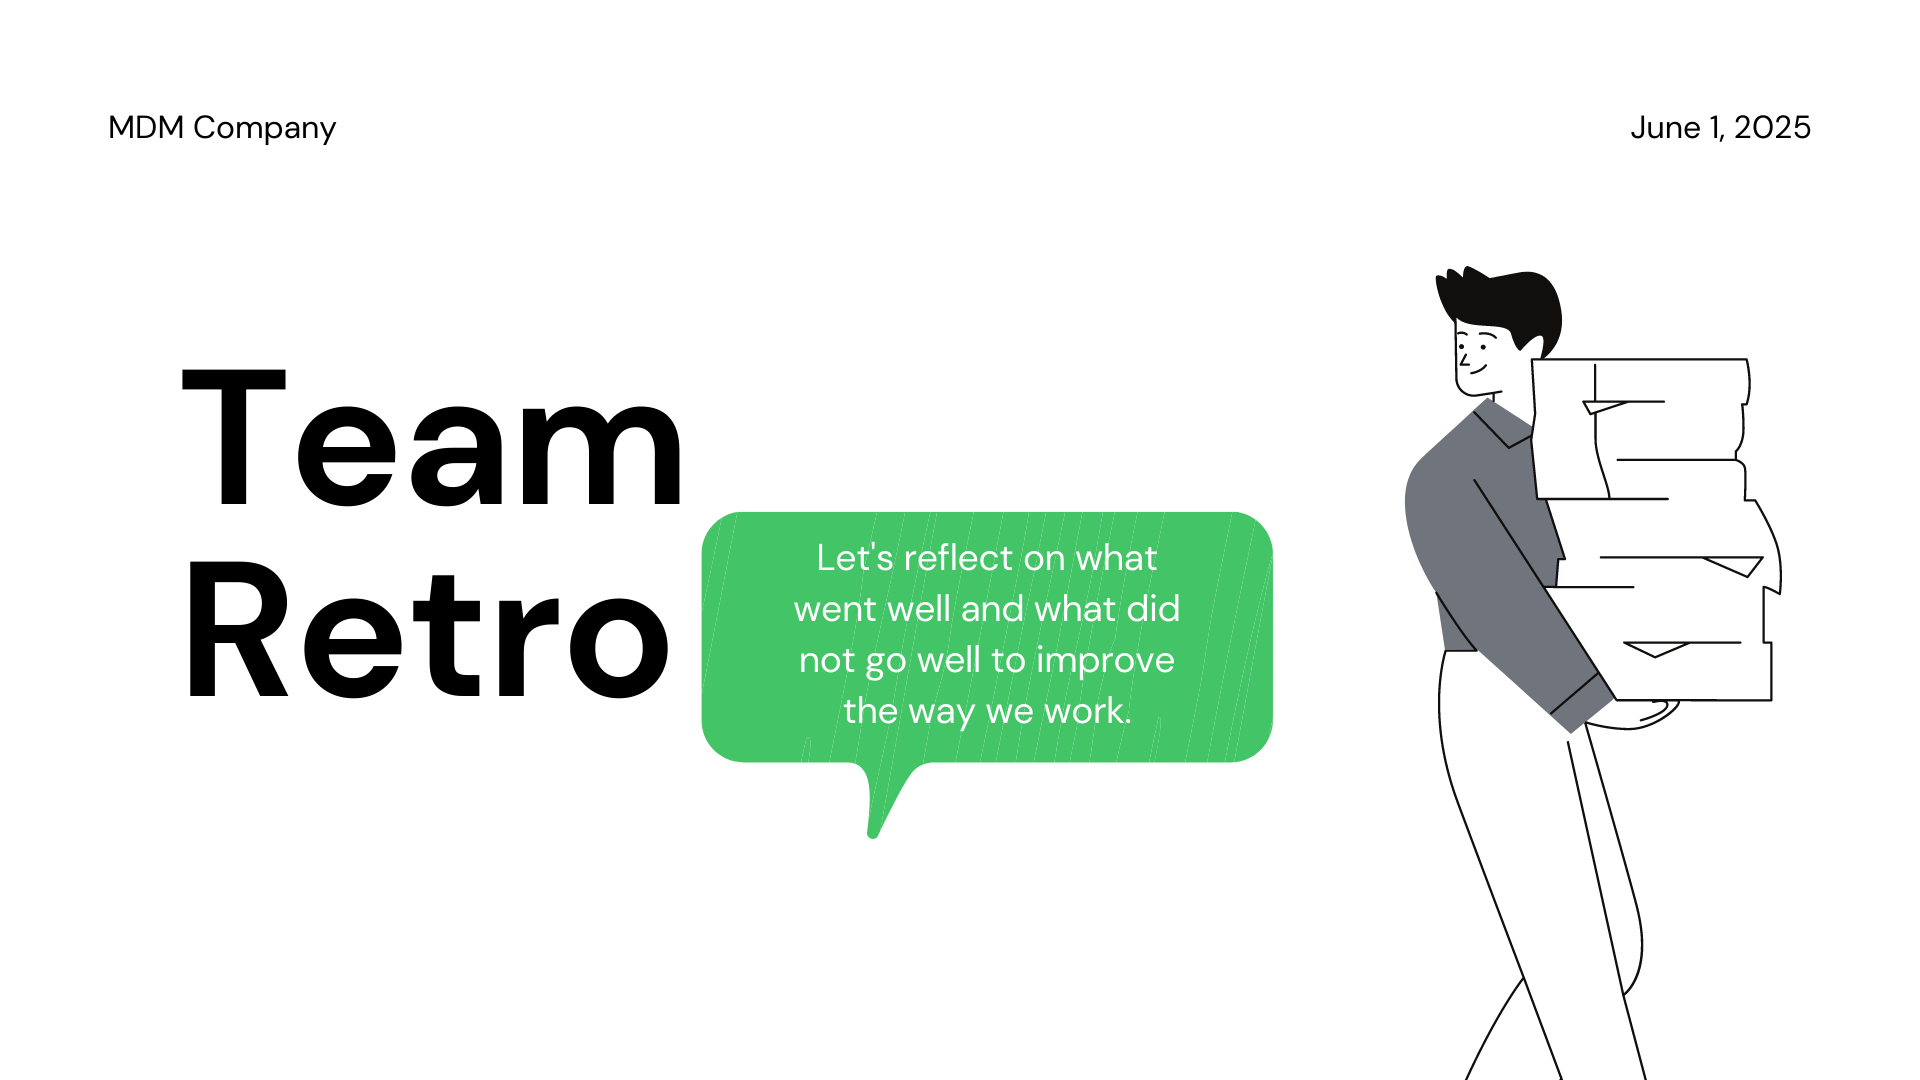 MDM Company
June 1, 2025
Team
Retro
Let's reflect on what
went well and what did
not go well to improve
the way we work.